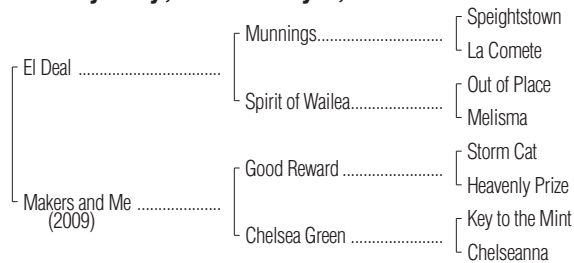 El Deal ................................
Munnings.............................
Speightstown
La Comete
Spirit of Wailea.....................
Out of Place
Melisma
Makers and Me ...................
(2009)
Good Reward .......................
Storm Cat
Heavenly Prize
Chelsea Green ......................
Key to the Mint
Chelseanna